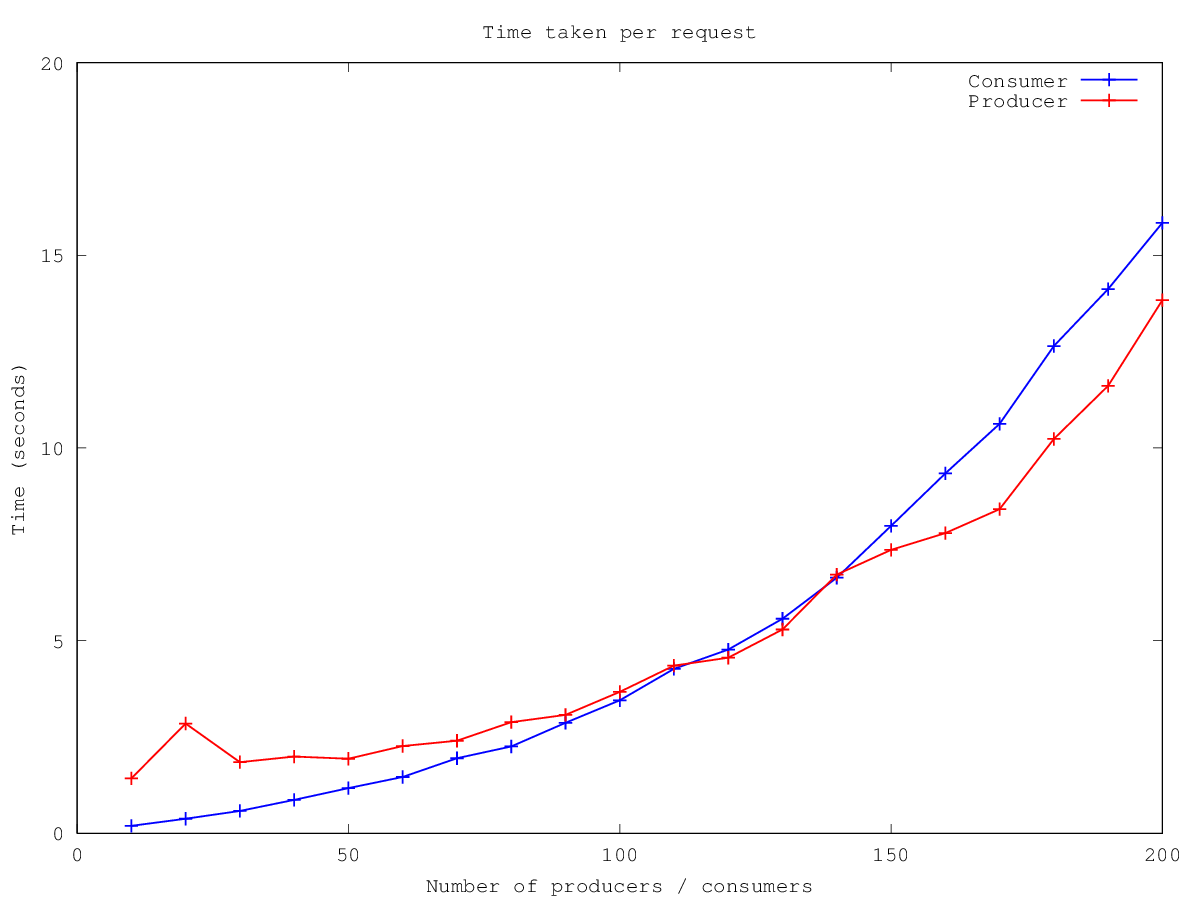 Time taken per request
Consumer
Producer
20
15
10
5
0
Time (seconds)
0 50 100 150 200
Number of producers / consumers